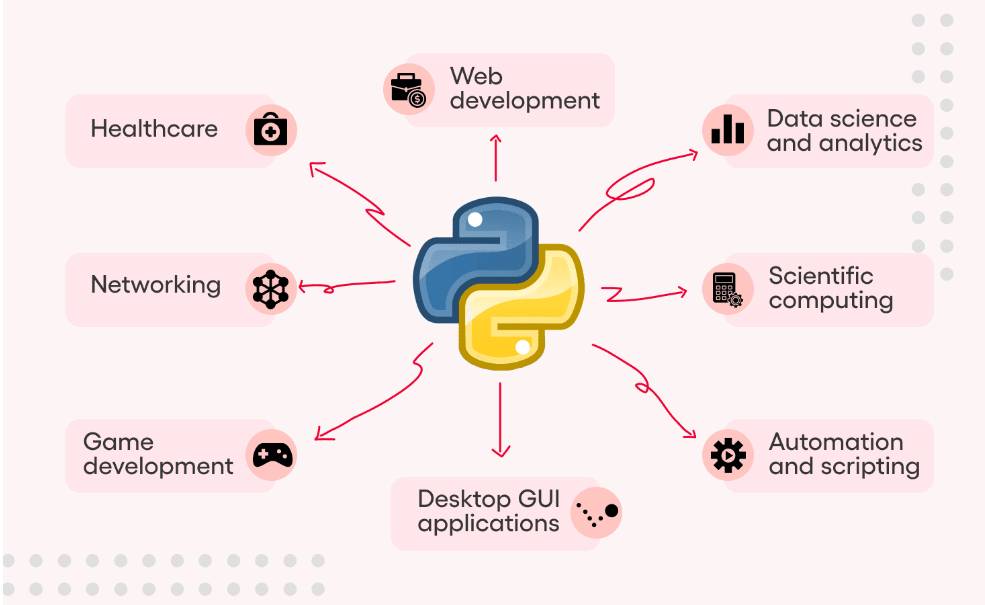 Web
development
Healthcare
Data science
and analytics
Networking
Scientific
computing
Game
development
Automation
and scripting
Desktop GUI
applications